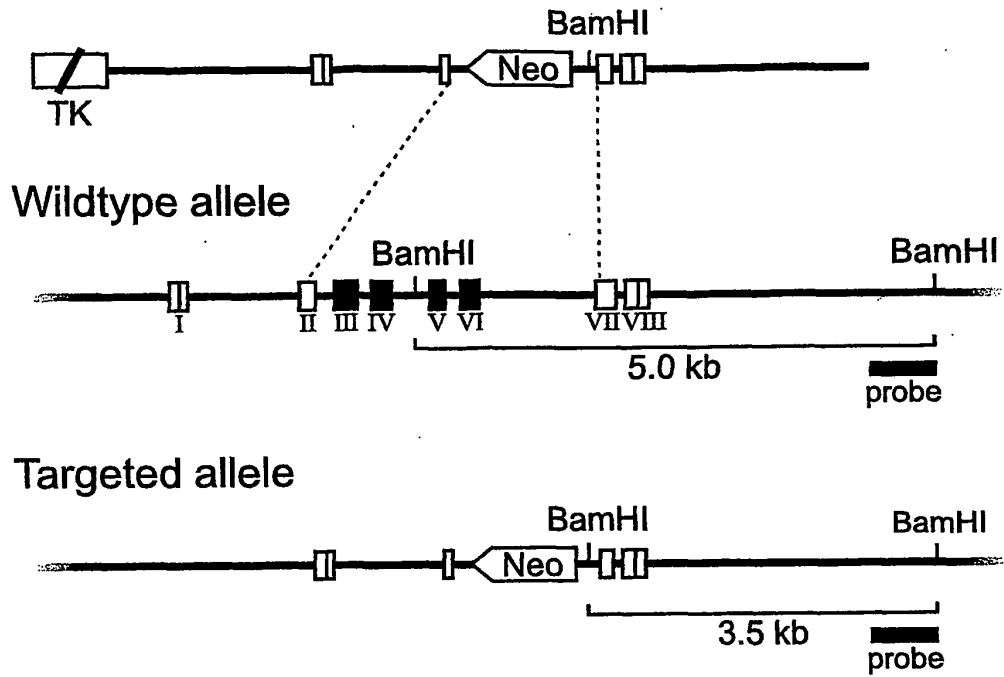 BamHI
Neo
TK
Wildtype allele
BamHI
BamHI
I II III IV V VI VII VIII
5.0 kb
probe
Targeted allele
BamHI
BamHI
Neo
3.5 kb
probe